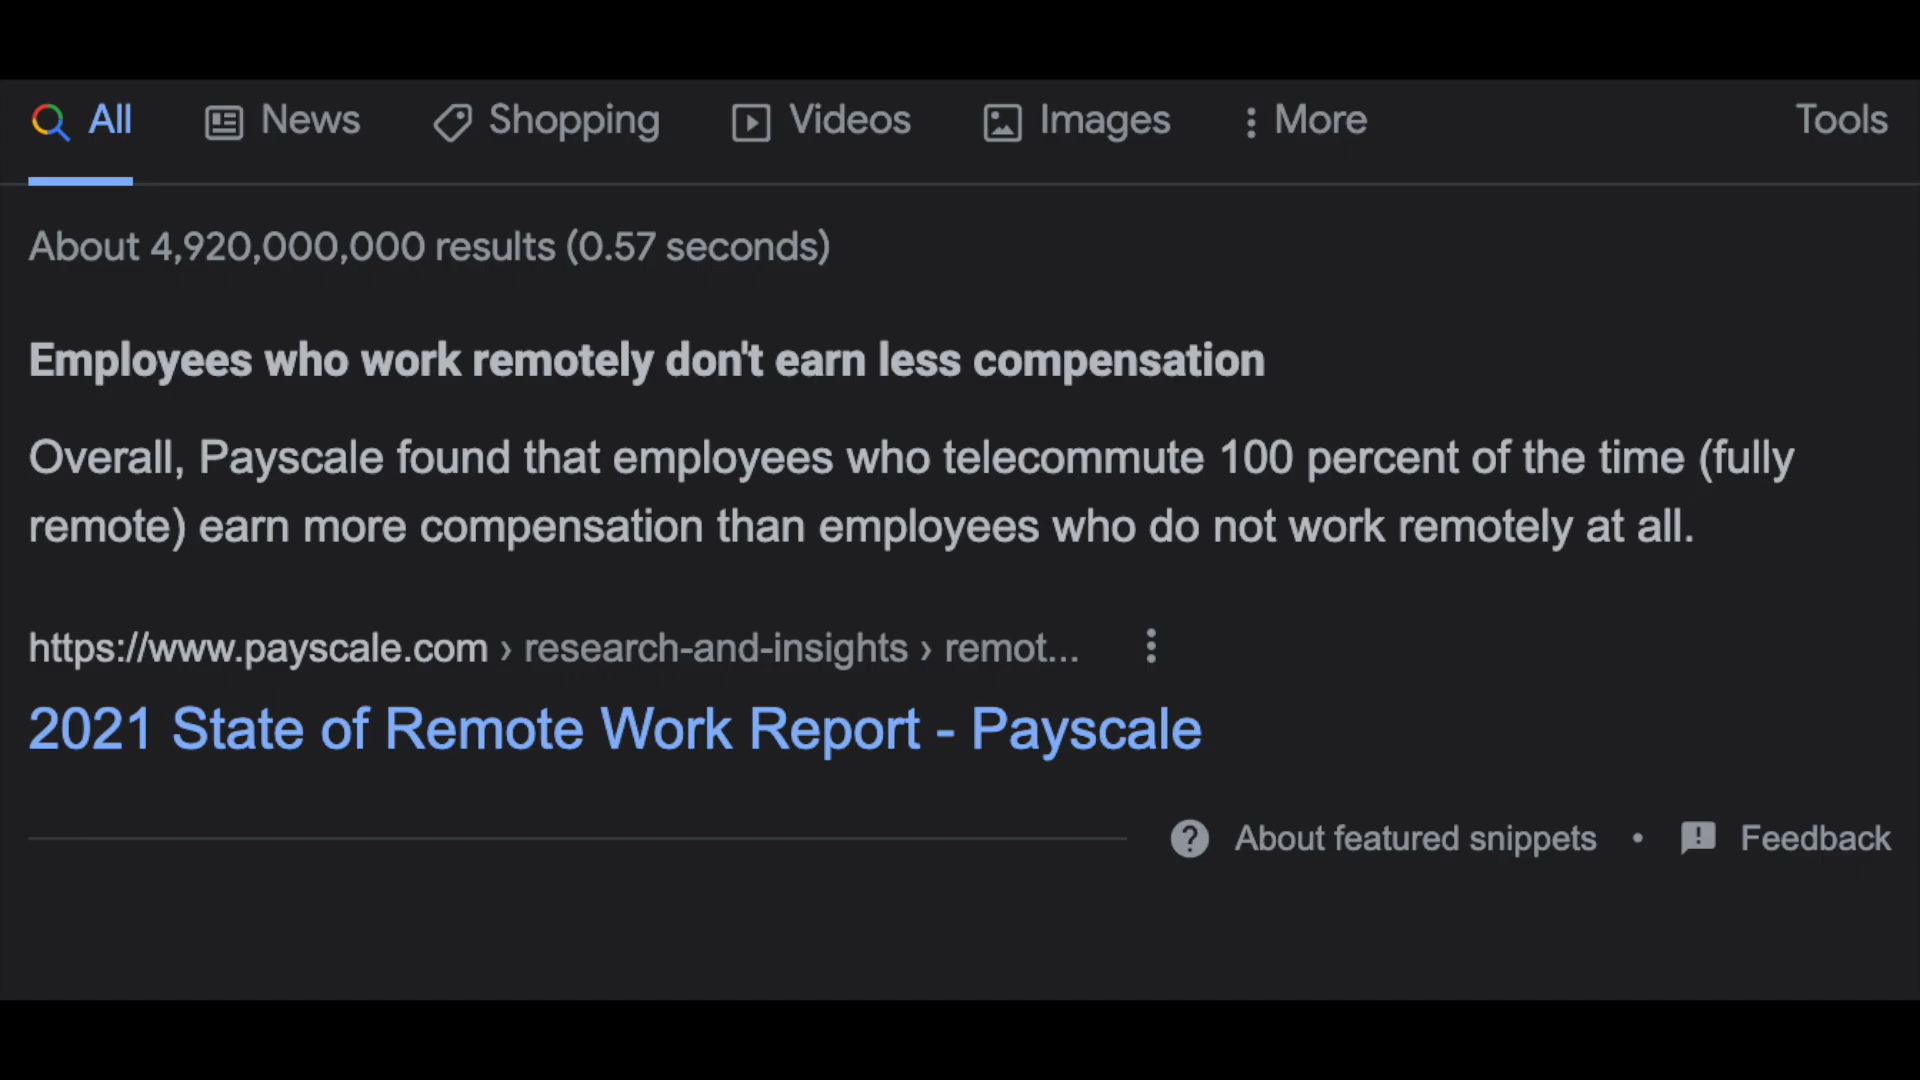 All News Shopping Videos Images More Tools
About 4,920,000,000 results (0.57 seconds)
Employees who work remotely don't earn less compensation
Overall, Payscale found that employees who telecommute 100 percent of the time (fully
remote) earn more compensation than employees who do not work remotely at all.
https://www.payscale.com › research-and-insights › remot...
2021 State of Remote Work Report - Payscale
About featured snippets • Feedback